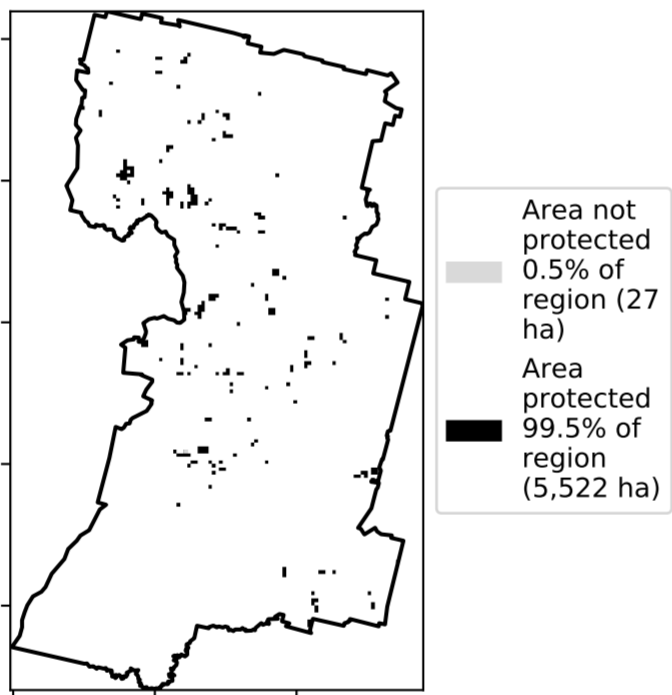 Area not
protected
0.5% of
region (27
ha)
Area
protected
99.5% of
region
(5,522 ha)